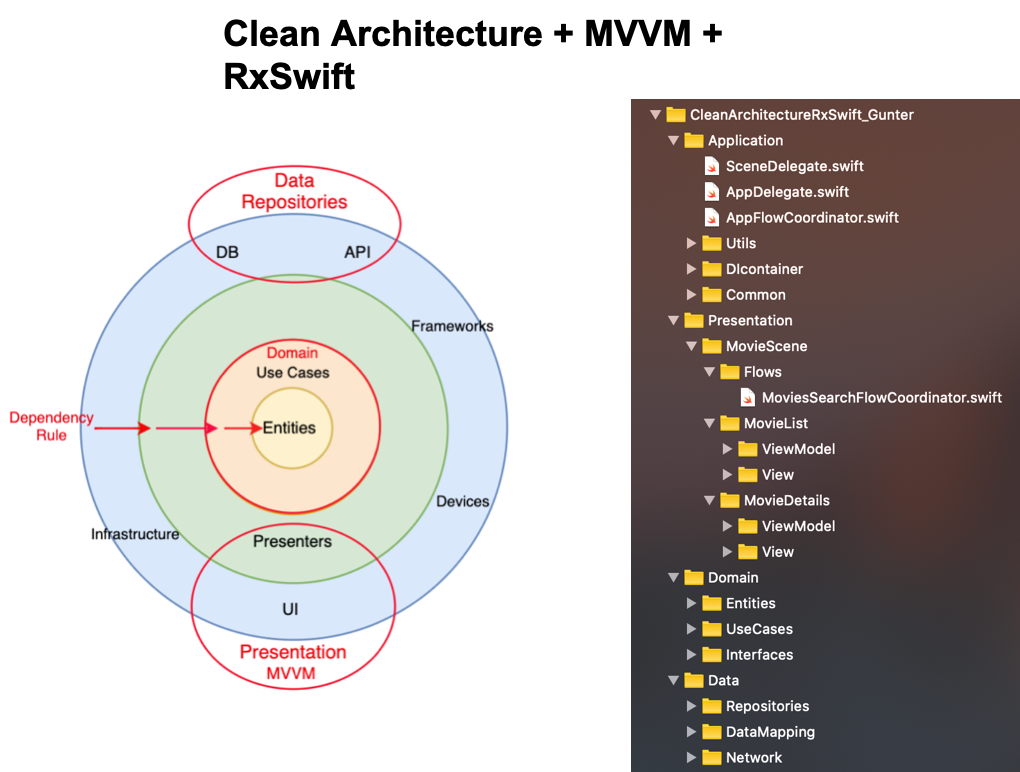 Clean Architecture + MVVM +
RxSwift
Data
Repositories
DB
API
Frameworks
Domain
Use Cases
Dependency
Rule
Entities
Devices
Infrastructure
Presenters
UI
Presentation
MVVM
CleanArchitectureRxSwift_Gunter
Application
SceneDelegate.swift
AppDelegate.swift
AppFlowCoordinator.swift
Utils
DIcontainer
Common
Presentation
MovieScene
Flows
MoviesSearchFlowCoordinator.swift
MovieList
ViewModel
View
MovieDetails
ViewModel
View
Domain
Entities
UseCases
Interfaces
Data
Repositories
DataMapping
Network